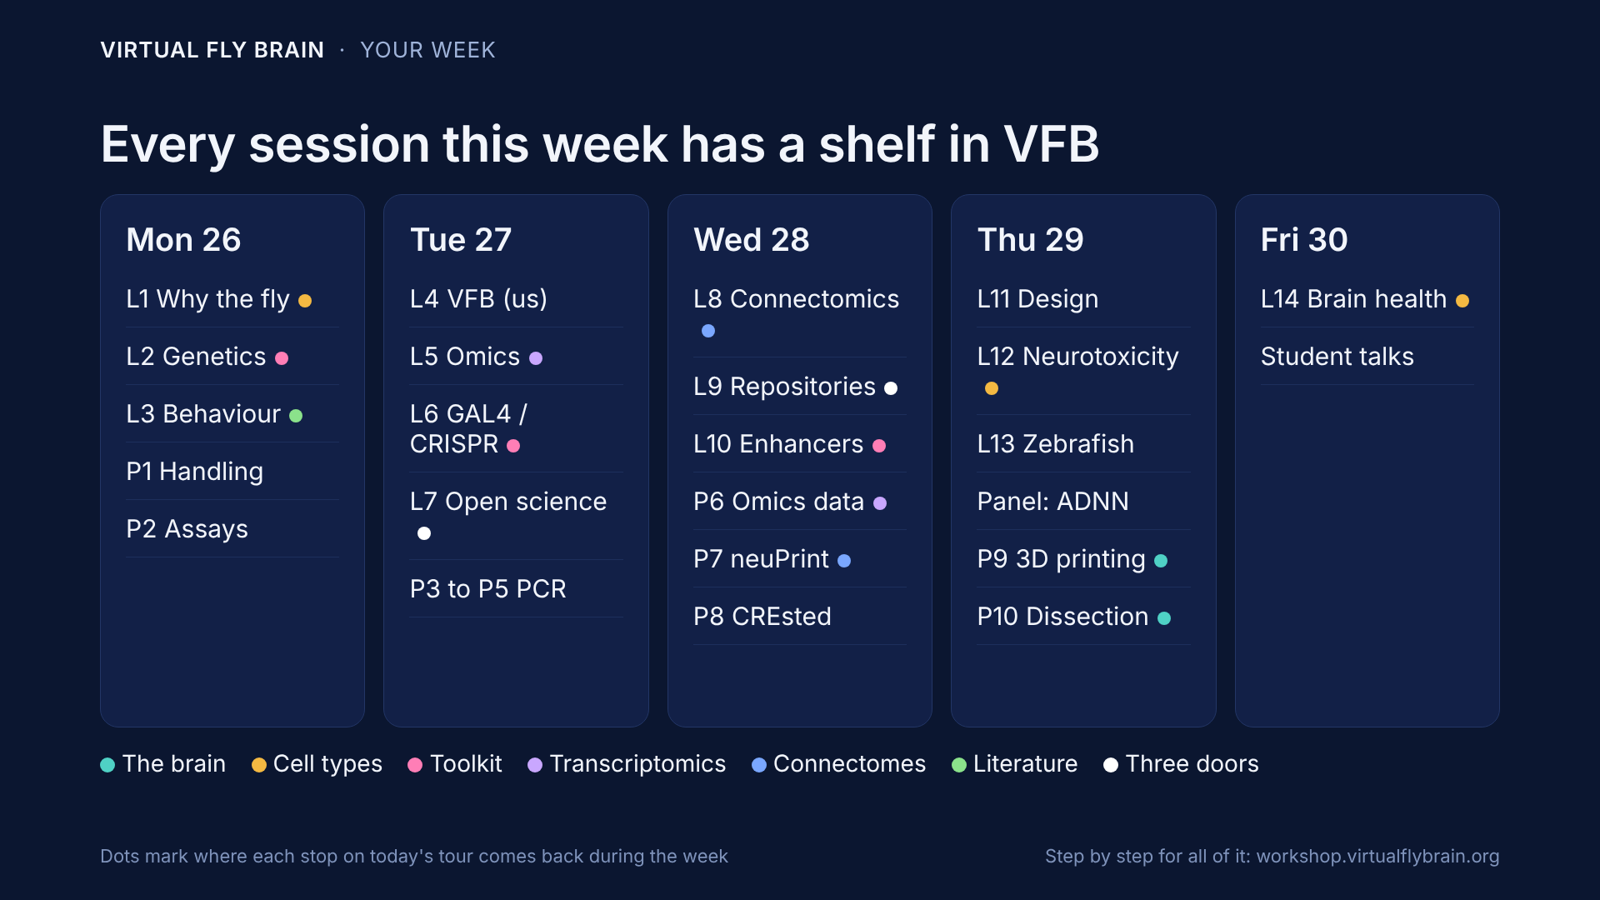 VIRTUAL FLY BRAIN · YOUR WEEK
Every session this week has a shelf in VFB
Mon 26
L1 Why the fly
L2 Genetics
L3 Behaviour
P1 Handling
P2 Assays
Tue 27
L4 VFB (us)
L5 Omics
L6 GAL4 /
CRISPR
L7 Open science
P3 to P5 PCR
Wed 28
L8 Connectomics
L9 Repositories
L10 Enhancers
P6 Omics data
P7 neuPrint
P8 CREsted
Thu 29
L11 Design
L12 Neurotoxicity
L13 Zebrafish
Panel: ADNN
P9 3D printing
P10 Dissection
Fri 30
L14 Brain health
Student talks
The brain
Cell types
Toolkit
Transcriptomics
Connectomes
Literature
Three doors
Dots mark where each stop on today's tour comes back during the week
Step by step for all of it: workshop.virtualflybrain.org